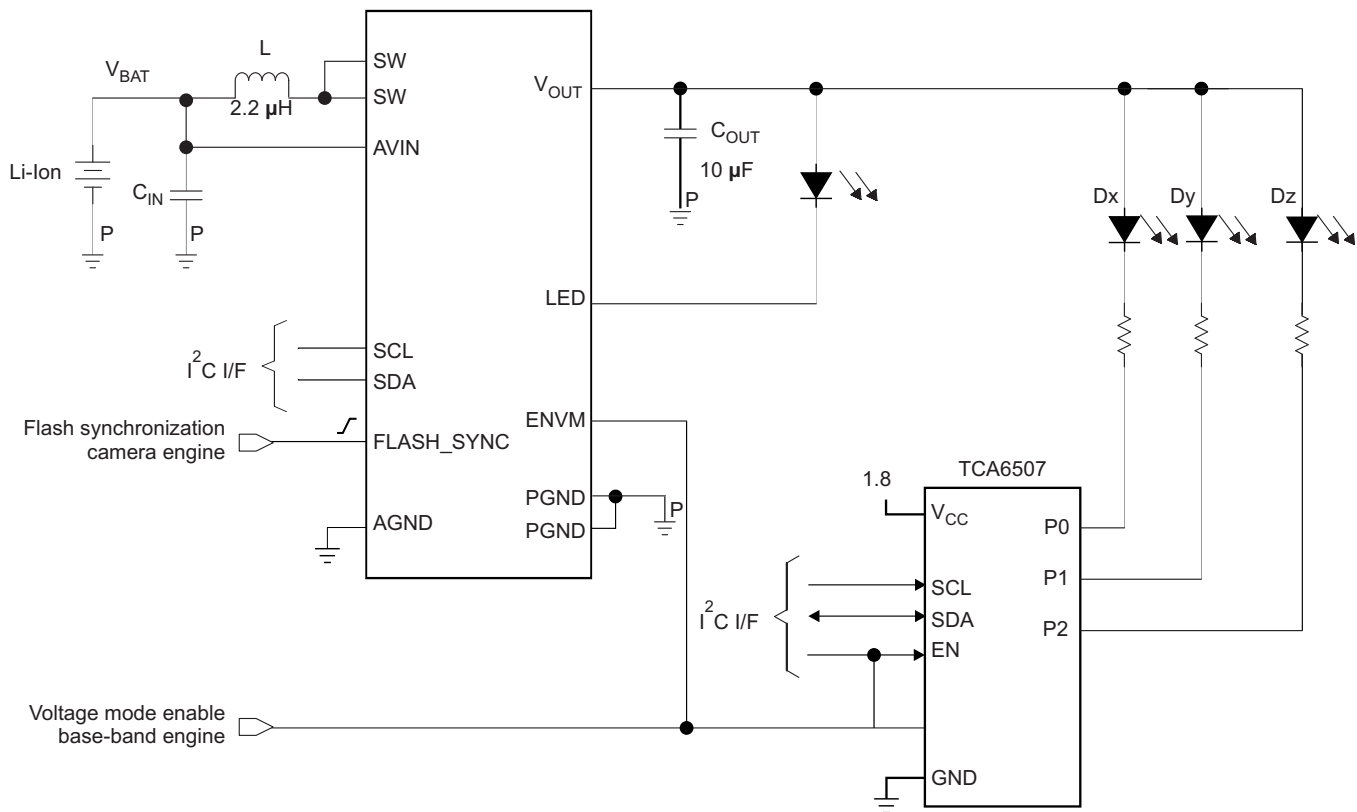 L
V_BAT
2.2 µH
SW
SW
AVIN
Li-Ion
C_IN
P
P
V_OUT
C_OUT
10 µF
P
LED
Dx
Dy
Dz
I²C I/F
SCL
SDA
Flash synchronization
camera engine
FLASH_SYNC
ENVM
PGND
PGND
P
AGND
TCA6507
1.8
V_CC
P0
P1
P2
I²C I/F
SCL
SDA
EN
Voltage mode enable
base-band engine
GND